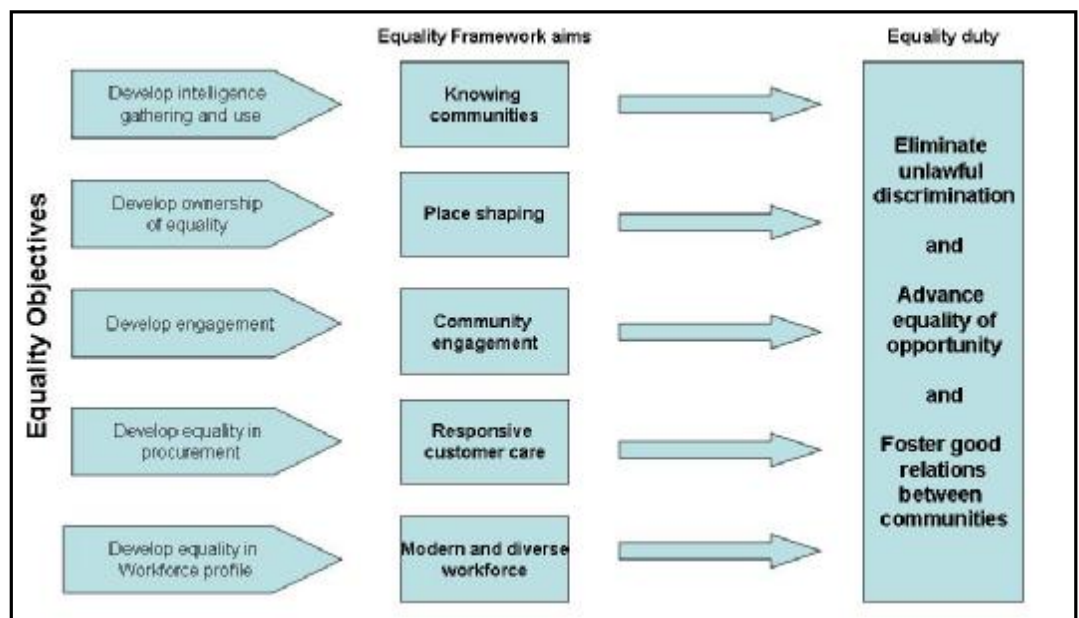 Equality Framework aims
Equality duty
Equality Objectives
Develop intelligence
gathering and use
Knowing
communities
Develop ownership
of equality
Place shaping
Develop engagement
Community
engagement
Develop equality in
procurement
Responsive
customer care
Develop equality in
Workforce profile
Modern and diverse
workforce
Eliminate
unlawful
discrimination
and
Advance
equality of
opportunity
and
Foster good
relations
between
communities